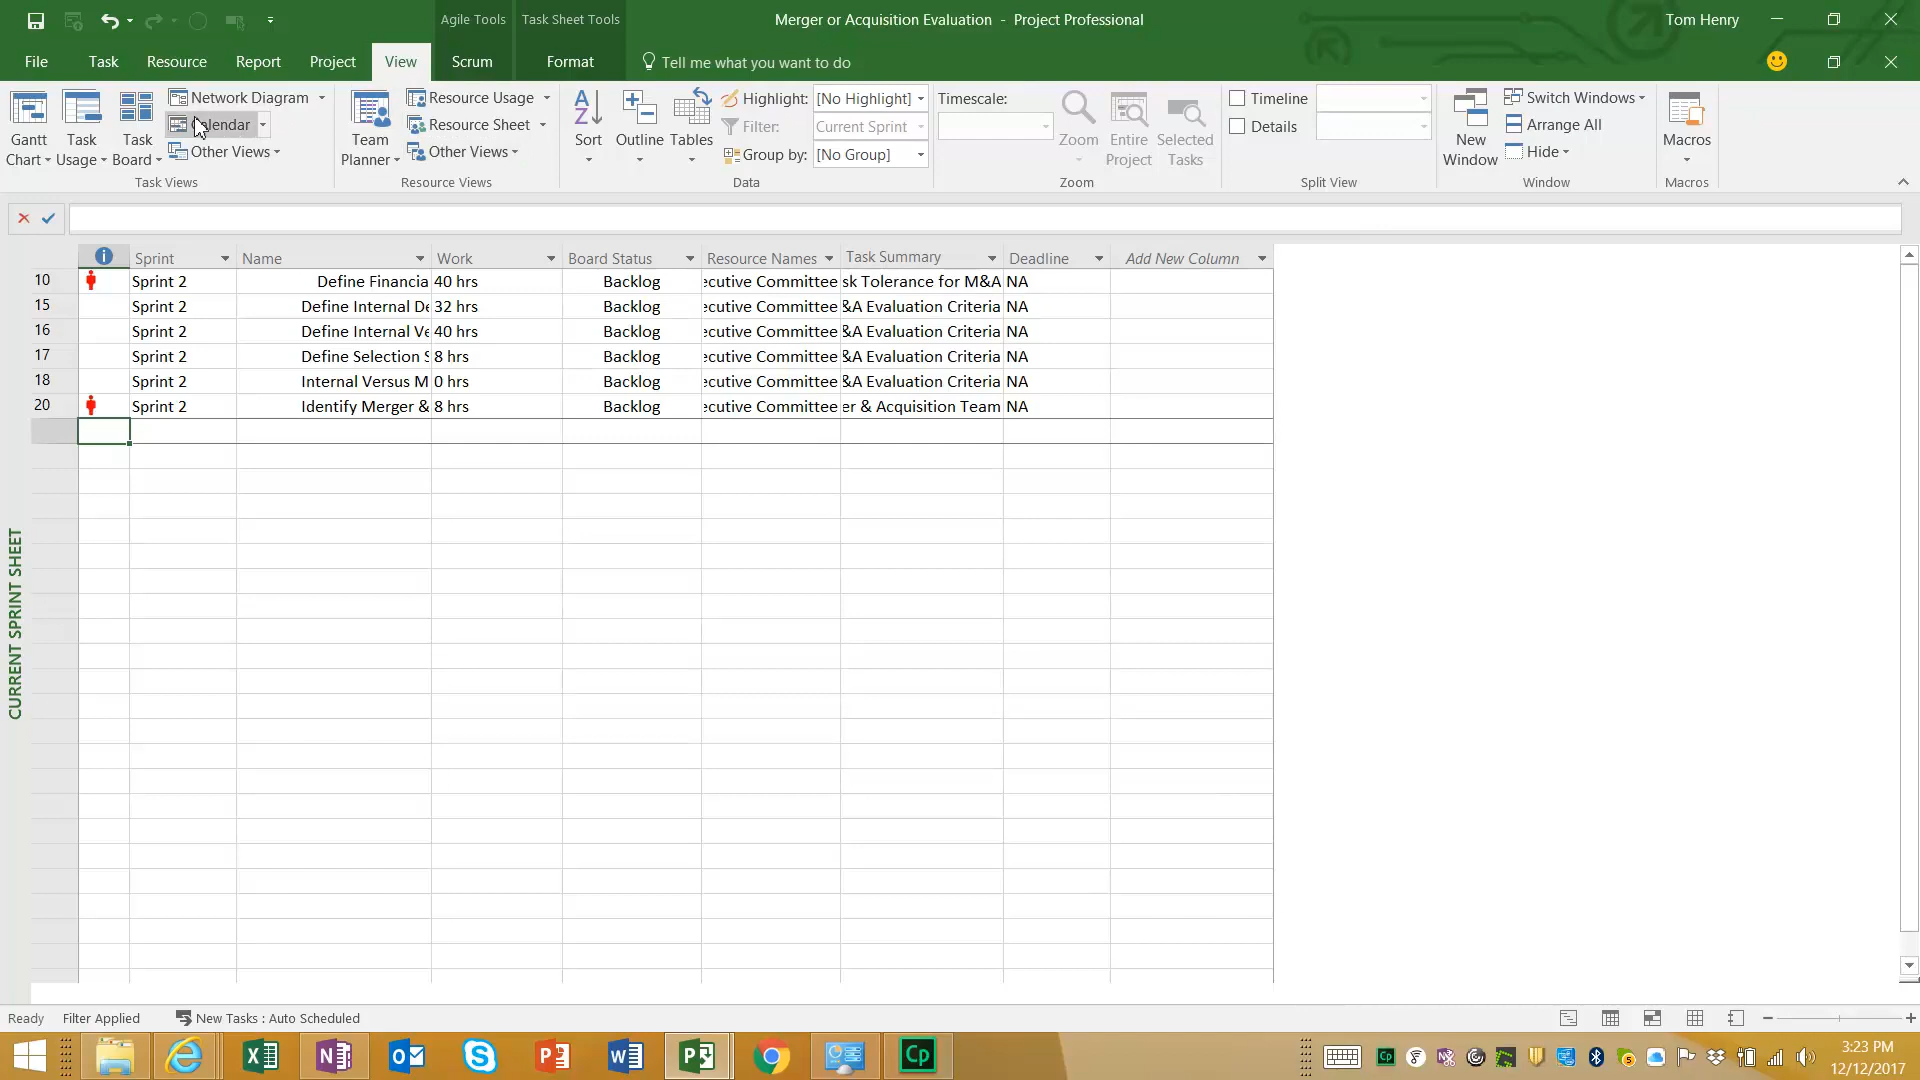 Agile Tools Task Sheet Tools Merger or Acquisition Evaluation - Project Professional Tom Henry
File Task Resource Report Project View Scrum Format Tell me what you want to do
Gantt Chart
Task Usage
Task Board
Network Diagram
Calendar
Other Views
Task Views
Team Planner
Resource Usage
Resource Sheet
Other Views
Resource Views
Sort
Outline
Tables
Highlight: [No Highlight]
Filter: Current Sprint
Group by: [No Group]
Data
Timescale:
Zoom
Entire Project
Selected Tasks
Zoom
Timeline
Details
Split View
New Window
Switch Windows
Arrange All
Hide
Window
Macros
Macros
Sprint Name Work Board Status Resource Names Task Summary Deadline Add New Column
10 Sprint 2 Define Financia 40 hrs Backlog ecutive Committee sk Tolerance for M&A NA
15 Sprint 2 Define Internal De 32 hrs Backlog ecutive Committee &A Evaluation Criteria NA
16 Sprint 2 Define Internal Ve 40 hrs Backlog ecutive Committee &A Evaluation Criteria NA
17 Sprint 2 Define Selection S 8 hrs Backlog ecutive Committee &A Evaluation Criteria NA
18 Sprint 2 Internal Versus M 0 hrs Backlog ecutive Committee &A Evaluation Criteria NA
20 Sprint 2 Identify Merger & 8 hrs Backlog ecutive Committee er & Acquisition Team NA
CURRENT SPRINT SHEET
Ready Filter Applied New Tasks : Auto Scheduled
3:23 PM
12/12/2017